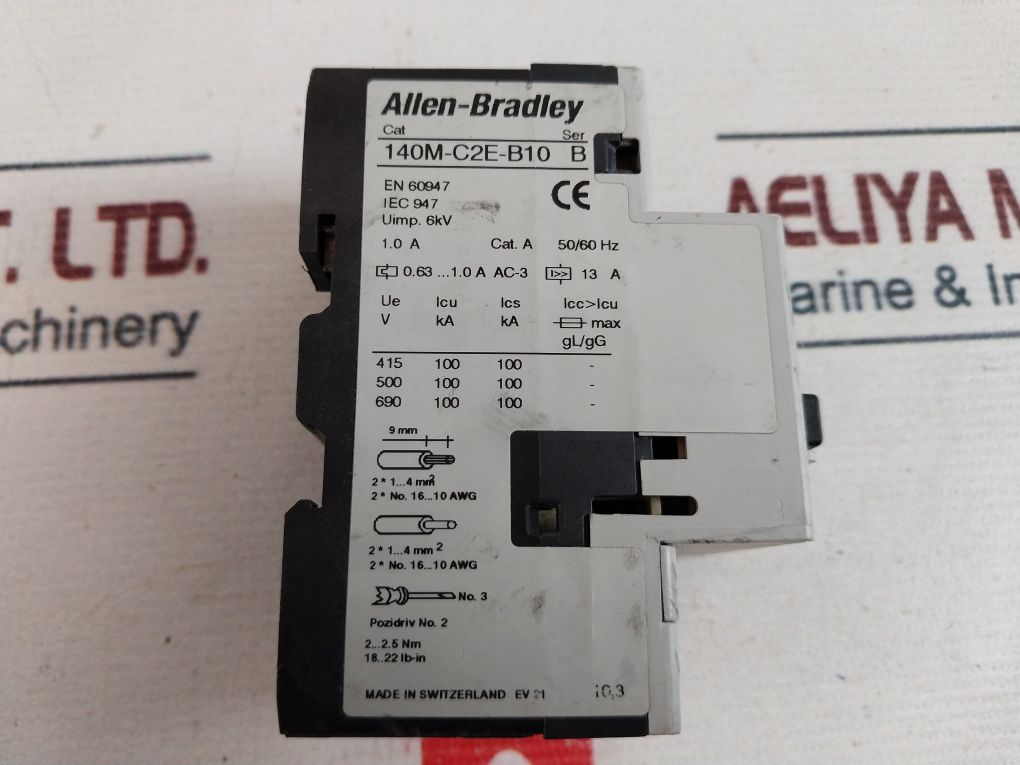 Allen-Bradley
Cat Ser
140M-C2E-B10 B
EN 60947
IEC 947
Uimp. 6kV
CE
1.0 A Cat. A 50/60 Hz
0.63 ...1.0 A AC-3 I>> 13 A
Ue Icu Ics Icc>Icu
V kA kA max
gL/gG
415 100 100 -
500 100 100 -
690 100 100 -
9 mm
2 * 1...4 mm2
2 * No. 16...10 AWG
2 * 1...4 mm2
2 * No. 16...10 AWG
No. 3
Pozidriv No. 2
2...2.5 Nm
18..22 lb-in
MADE IN SWITZERLAND EV 21
T. LTD.
chinery
AELIYA M
arine & In